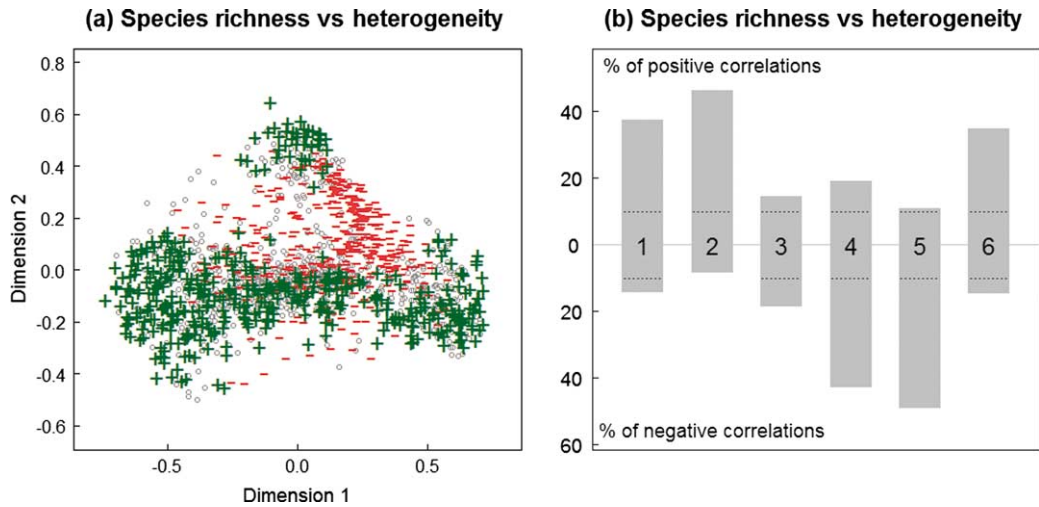 (a) Species richness vs heterogeneity
0.8
0.6
0.4
0.2
0.0
-0.2
-0.4
-0.6
Dimension 2
-0.5
0.0
0.5
Dimension 1
(b) Species richness vs heterogeneity
% of positive correlations
40
20
0
20
40
60
1 2 3 4 5 6
% of negative correlations